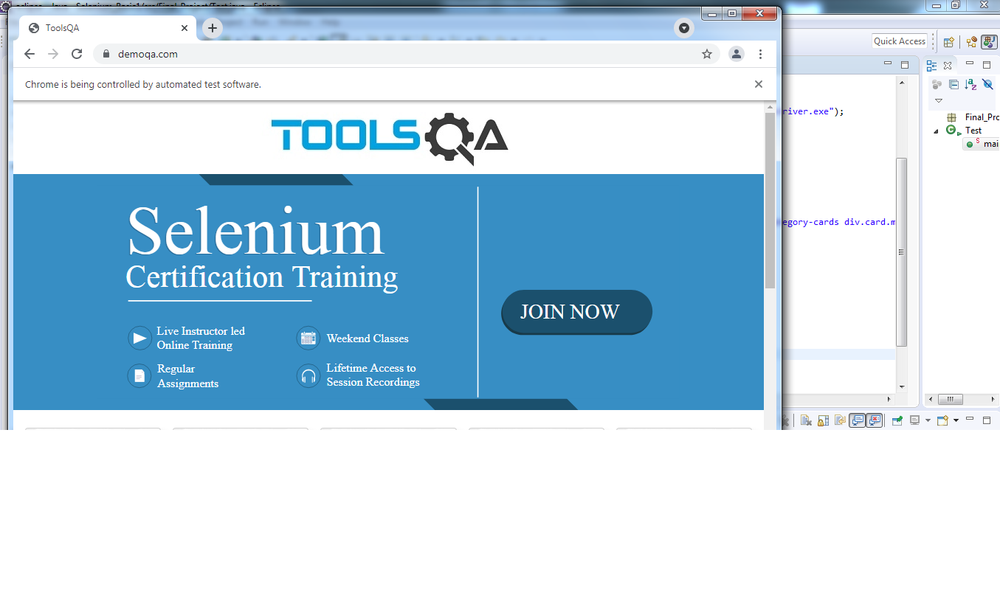 ToolsQA
demoqa.com
Chrome is being controlled by automated test software.
TOOLSQA
Selenium
Certification Training
JOIN NOW
Live Instructor led
Online Training
Weekend Classes
Regular
Assignments
Lifetime Access to
Session Recordings
Quick Access
river.exe");
egory-cards div.card.m
Final_Prc
Test
S
mai